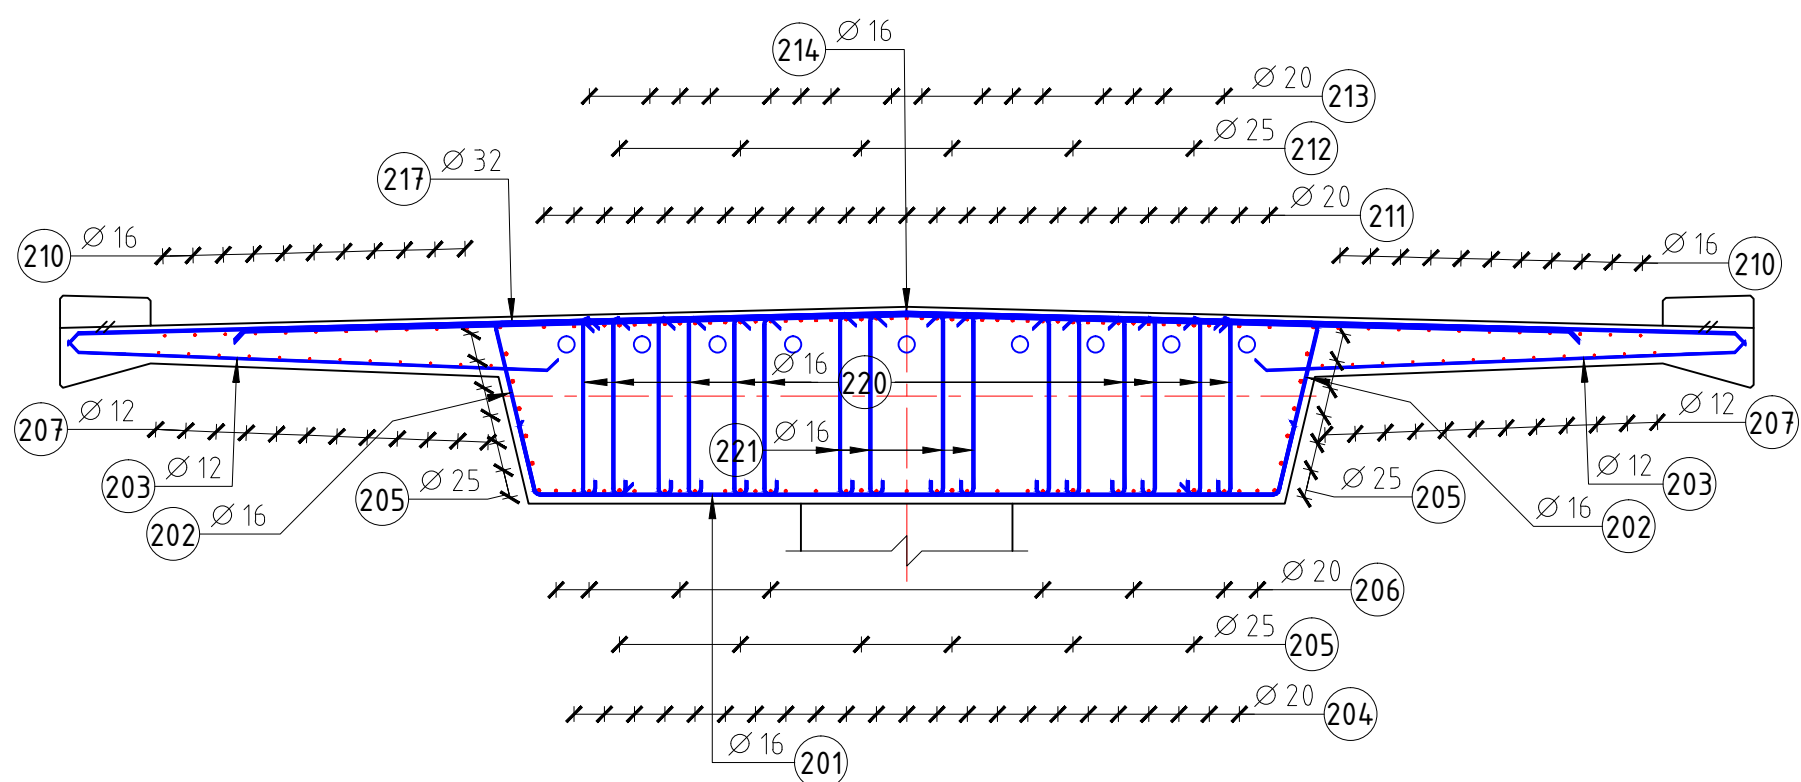 214 Ø 16
Ø 20 213
Ø 25 212
217 Ø 32
Ø 20 211
210 Ø 16
Ø 16 210
Ø 16 220
207 Ø 12
Ø 12 207
221 Ø 16
203 Ø 12
Ø 12 203
205 Ø 25
Ø 25 205
202 Ø 16
Ø 16 202
Ø 20 206
Ø 25 205
Ø 20 204
Ø 16 201